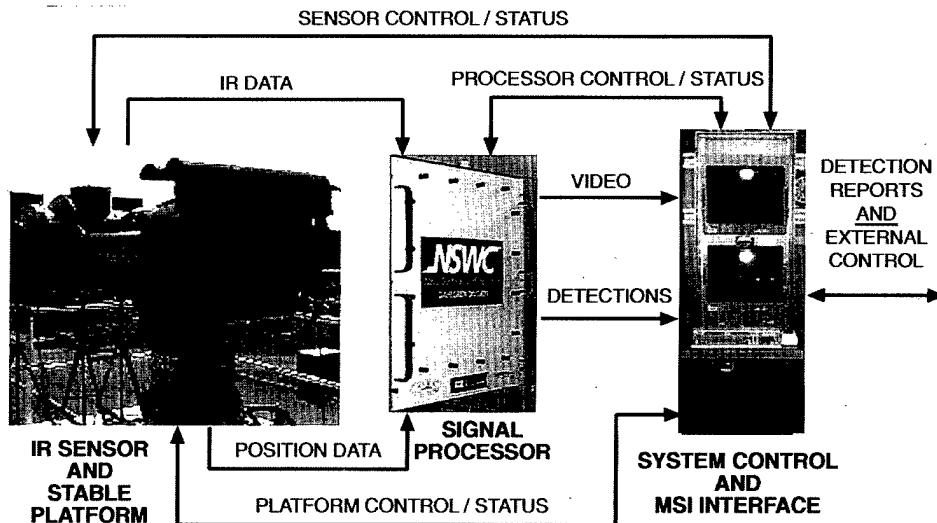 SENSOR CONTROL / STATUS
IR DATA
PROCESSOR CONTROL / STATUS
VIDEO
DETECTION
REPORTS
AND
EXTERNAL
CONTROL
NSWC
DETECTIONS
IR SENSOR
AND
STABLE
PLATFORM
POSITION DATA
SIGNAL
PROCESSOR
SYSTEM CONTROL
AND
MSI INTERFACE
PLATFORM CONTROL / STATUS